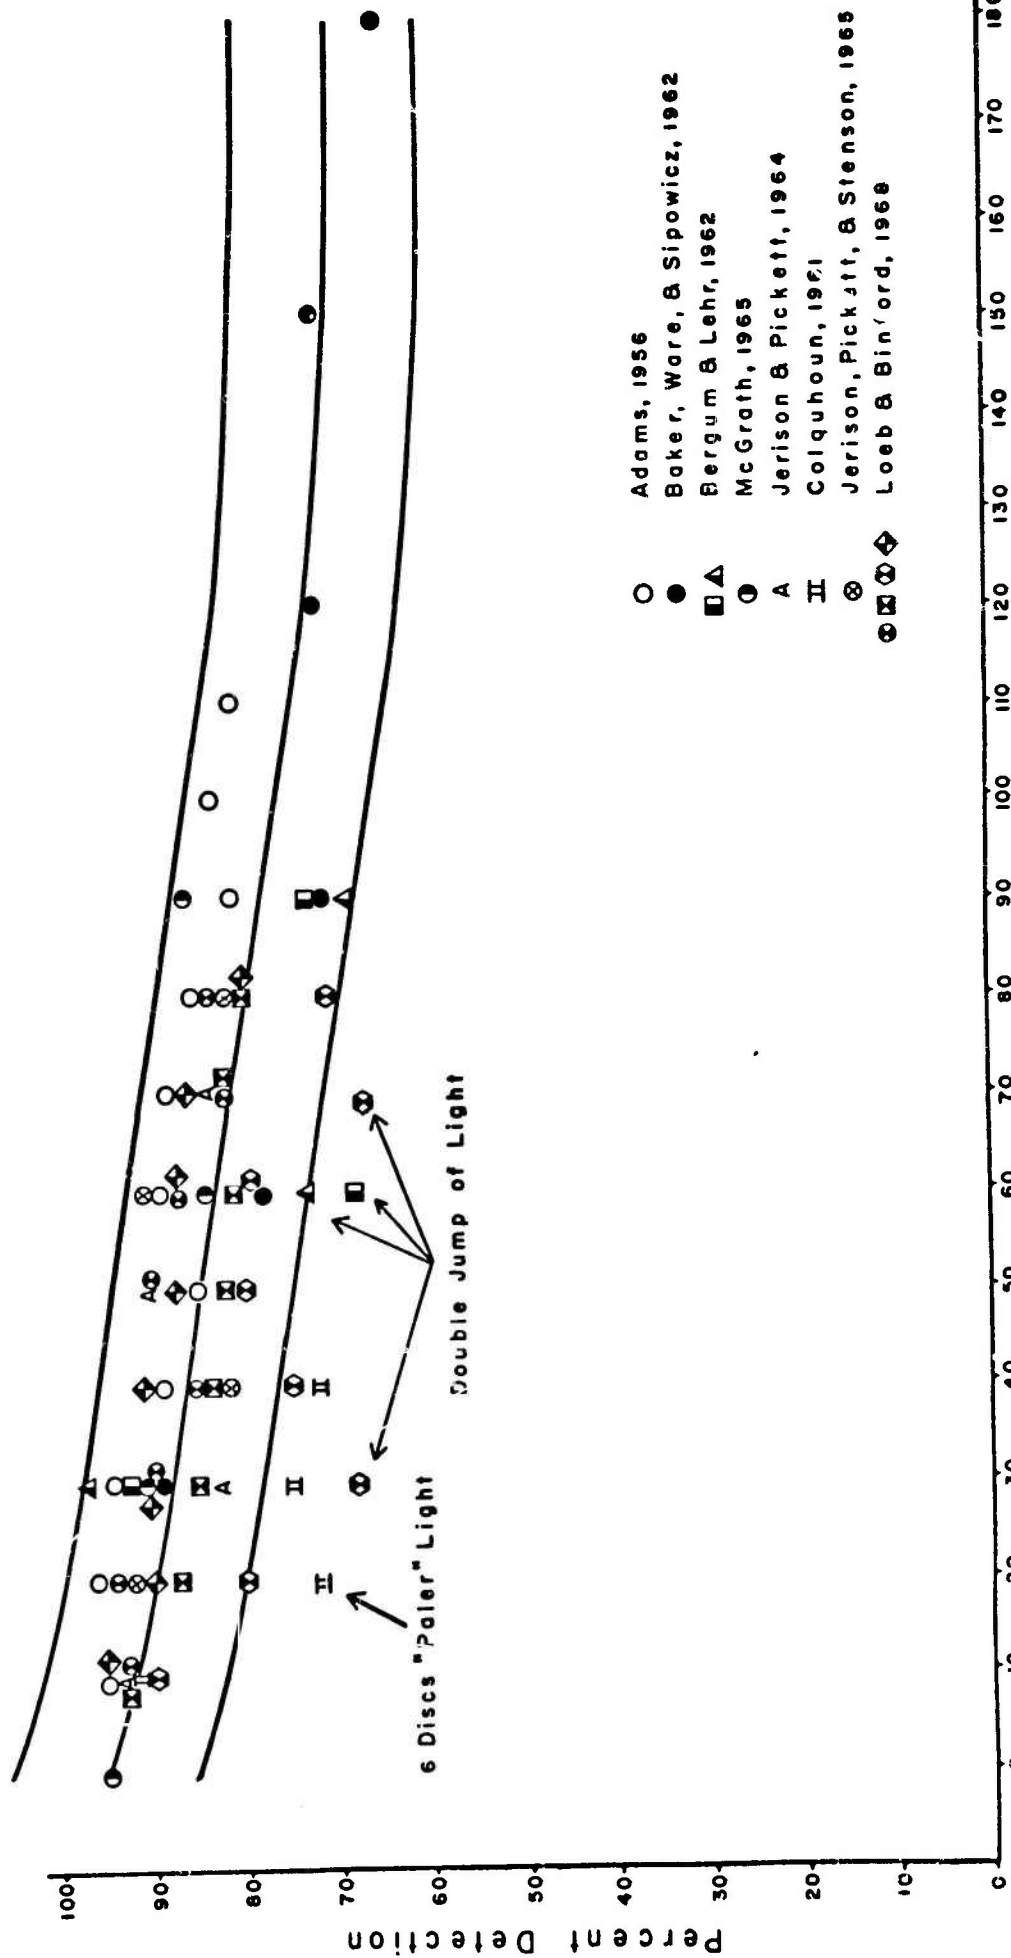 Percent Detection
100
90
80
70
60
50
40
30
20
10
0
10
20
30
40
50
60
70
80
90
100
110
120
130
140
150
160
170
180
6 Discs "Paler" Light
Double Jump of Light
Adams, 1956
Baker, Ware, & Sipowicz, 1962
Bergum & Lehr, 1962
McGrath, 1965
A Jerison & Pickett, 1964
Colquhoun,
Jerison, Pickett, & Stenson, 1965
Loeb & Binford, 1968